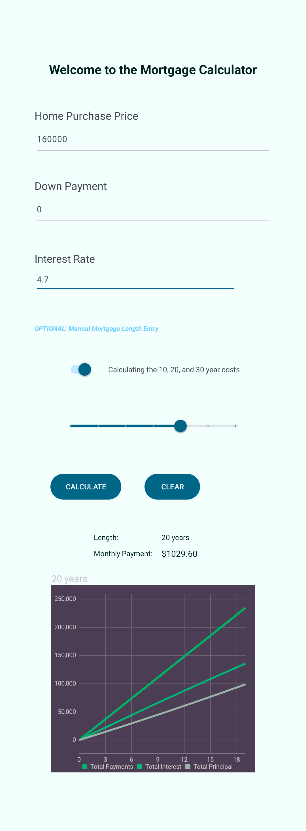 Welcome to the Mortgage Calculator
Home Purchase Price
160000
Down Payment
0
Interest Rate
4.7
OPTIONAL: Manual Mortgage Length Entry
Calculating the 10, 20, and 30 year costs
CALCULATE CLEAR
Length: 20 years
Monthly Payment: $1029.60
20 years
250,000
200,000
150,000
100,000
50,000
0
0 3 6 9 12 15 18
Total Payments Total Interest Total Principal